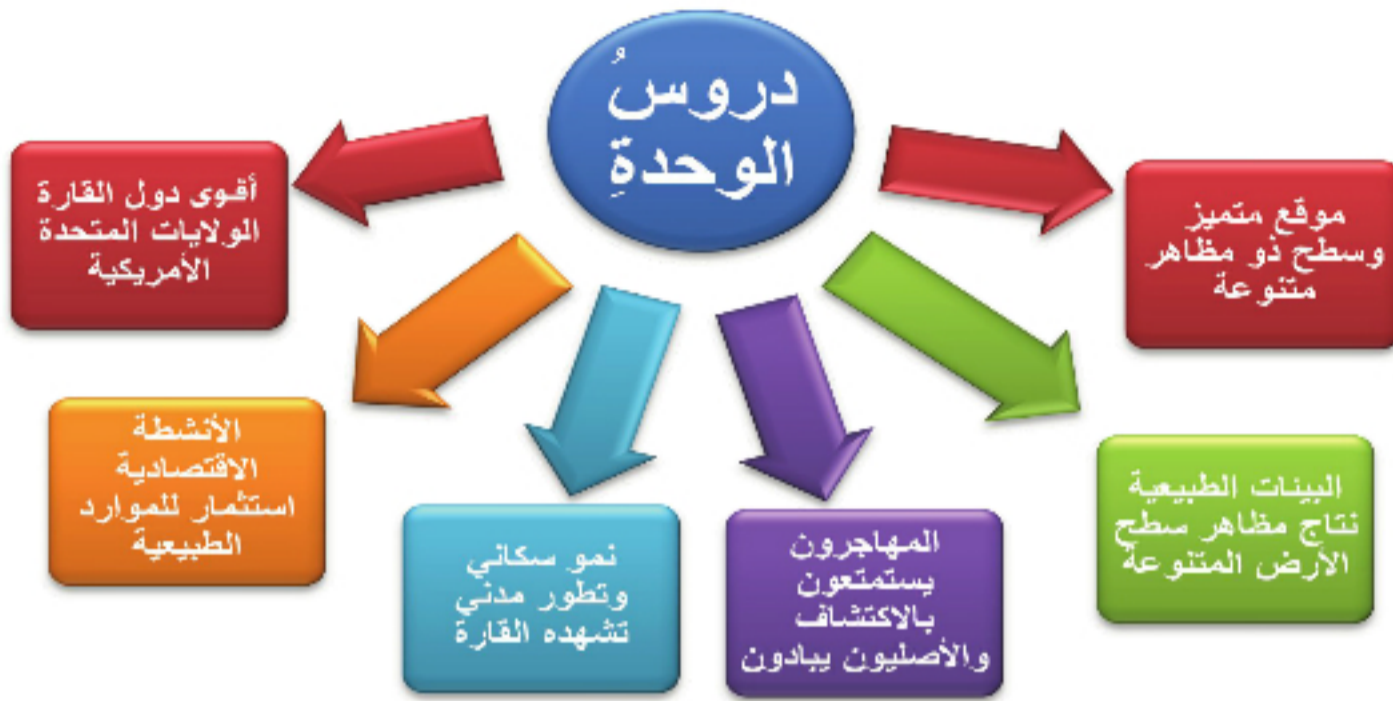 دروسُ
الوحدةِ
موقع متميز
وسطح ذو مظاهر
متنوعة
البيئات الطبيعية
نتاج مظاهر سطح
الأرض المتنوعة
المهاجرون
يستمتعون
بالاكتشاف
والأصليون يبادون
نمو سكاني
وتطور مدني
تشهده القارة
الأنشطة
الاقتصادية
استثمار للموارد
الطبيعية
أقوى دول القارة
الولايات المتحدة
الأمريكية